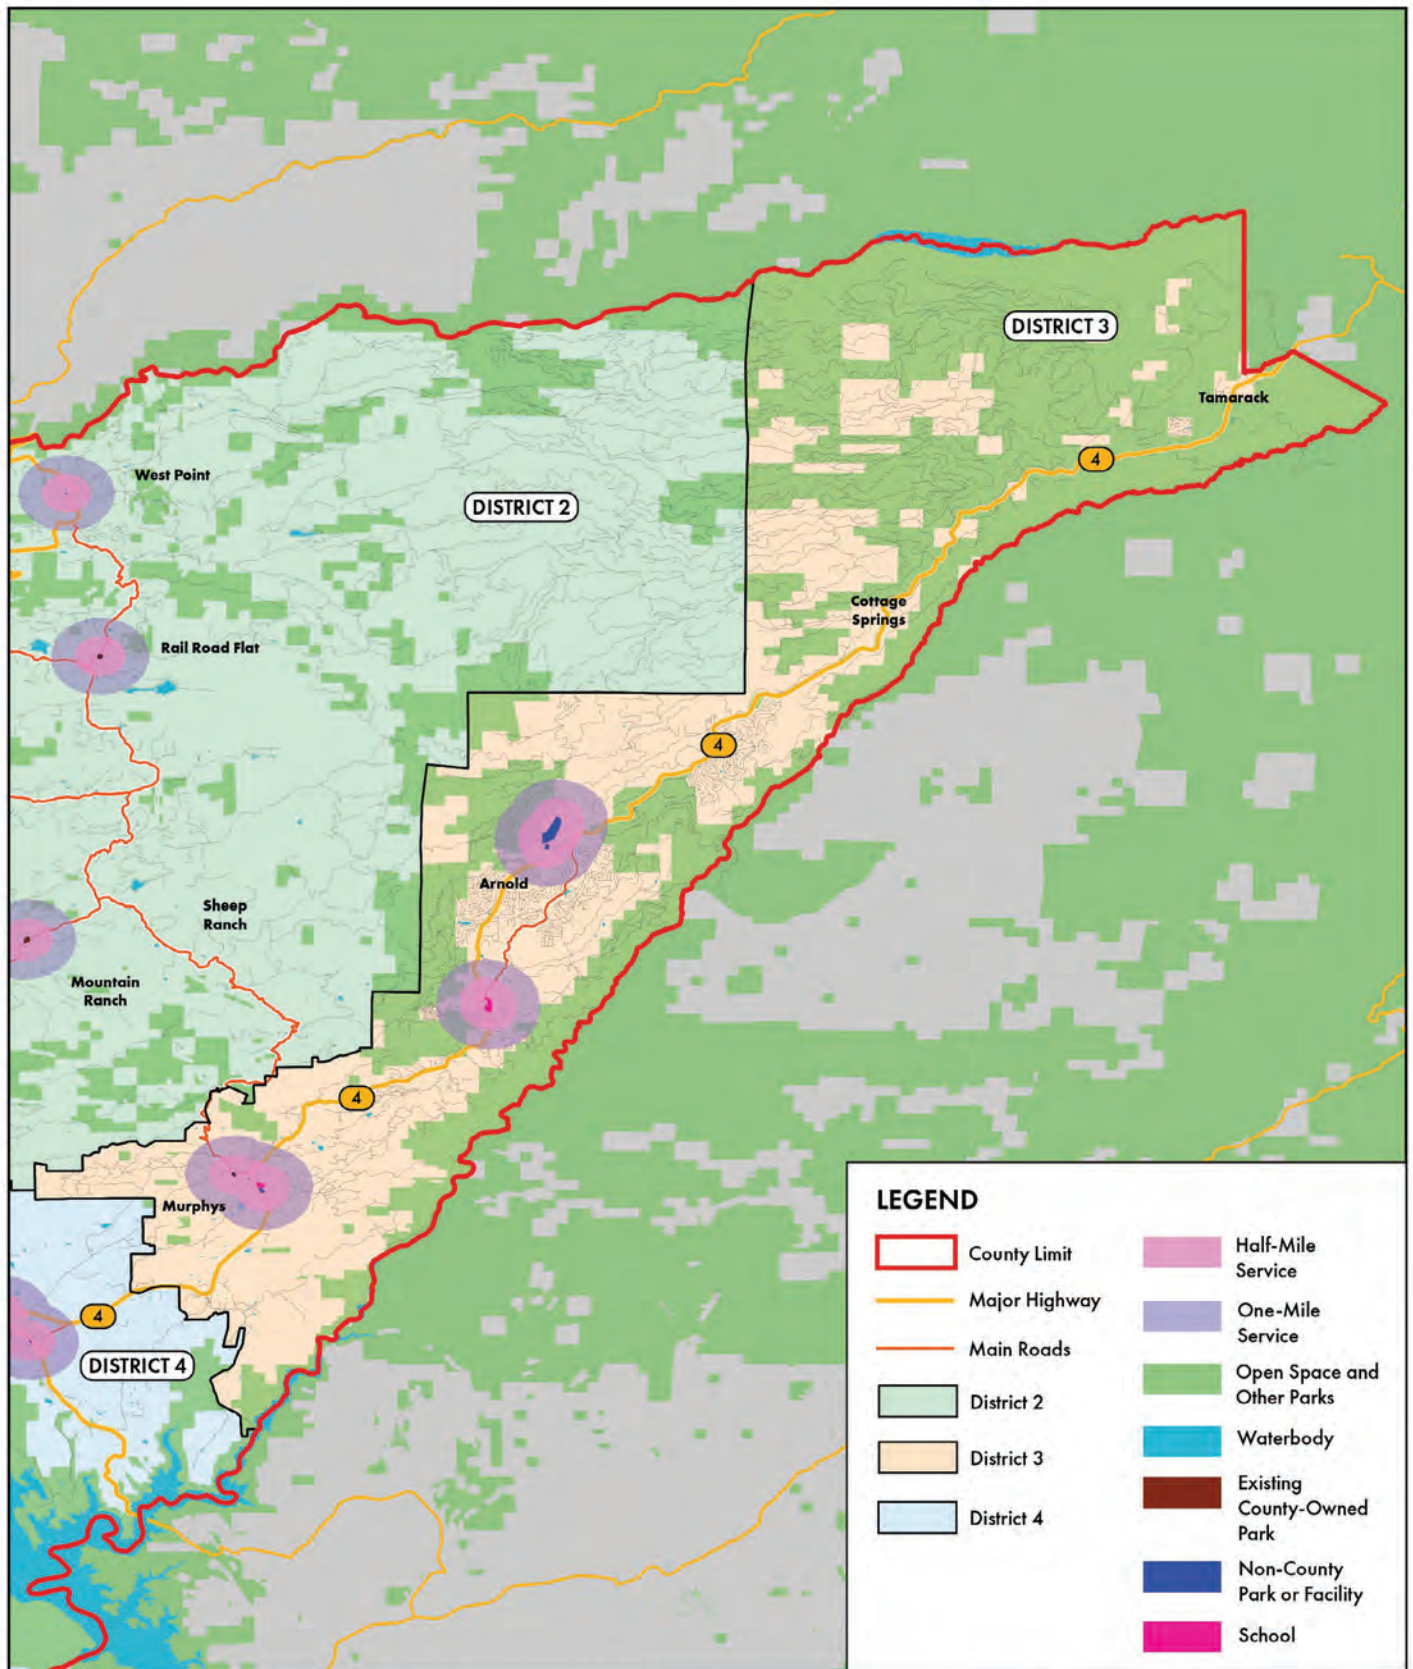 DISTRICT 3
Tamarack
4
West Point
DISTRICT 2
Cottage
Springs
Rail Road Flat
4
Arnold
Sheep
Ranch
Mountain
Ranch
4
Murphys
4
DISTRICT 4
LEGEND
County Limit
Major Highway
Main Roads
District 2
District 3
District 4
Half-Mile
Service
One-Mile
Service
Open Space and
Other Parks
Waterbody
Existing
County-Owned
Park
Non-County
Park or Facility
School